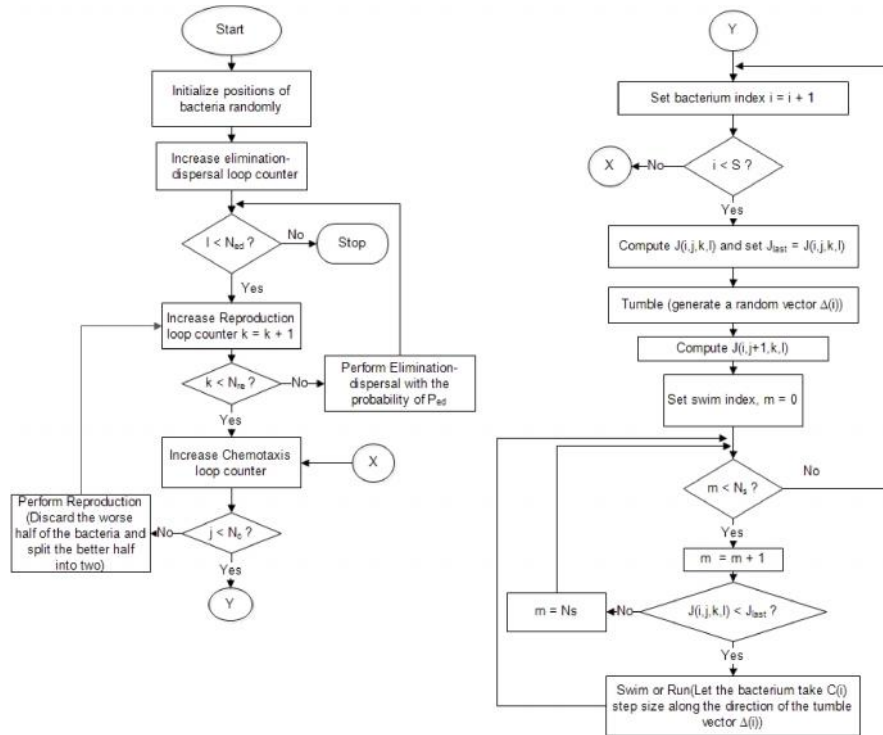 Start
Initialize positions of
bacteria randomly
Increase elimination-
dispersal loop counter
l < Ned ?
No
Stop
Yes
Increase Reproduction
loop counter k = k + 1
k < Nre ?
No
Perform Elimination-
dispersal with the
probability of Ped
Yes
Increase Chemotaxis
loop counter
X
Perform Reproduction
(Discard the worse
half of the bacteria and
split the better half
into two)
No
j < Nc ?
Yes
Y
Y
Set bacterium index i = i + 1
X
No
i < S ?
Yes
Compute J(i,j,k,l) and set Jlast = J(i,j,k,l)
Tumble (generate a random vector Δ(i))
Compute J(i,j+1,k,l)
Set swim index, m = 0
m < Ns ?
No
Yes
m = m + 1
m = Ns
No
J(i,j,k,l) < Jlast ?
Yes
Swim or Run(Let the bacterium take C(i)
step size along the direction of the tumble
vector Δ(i))